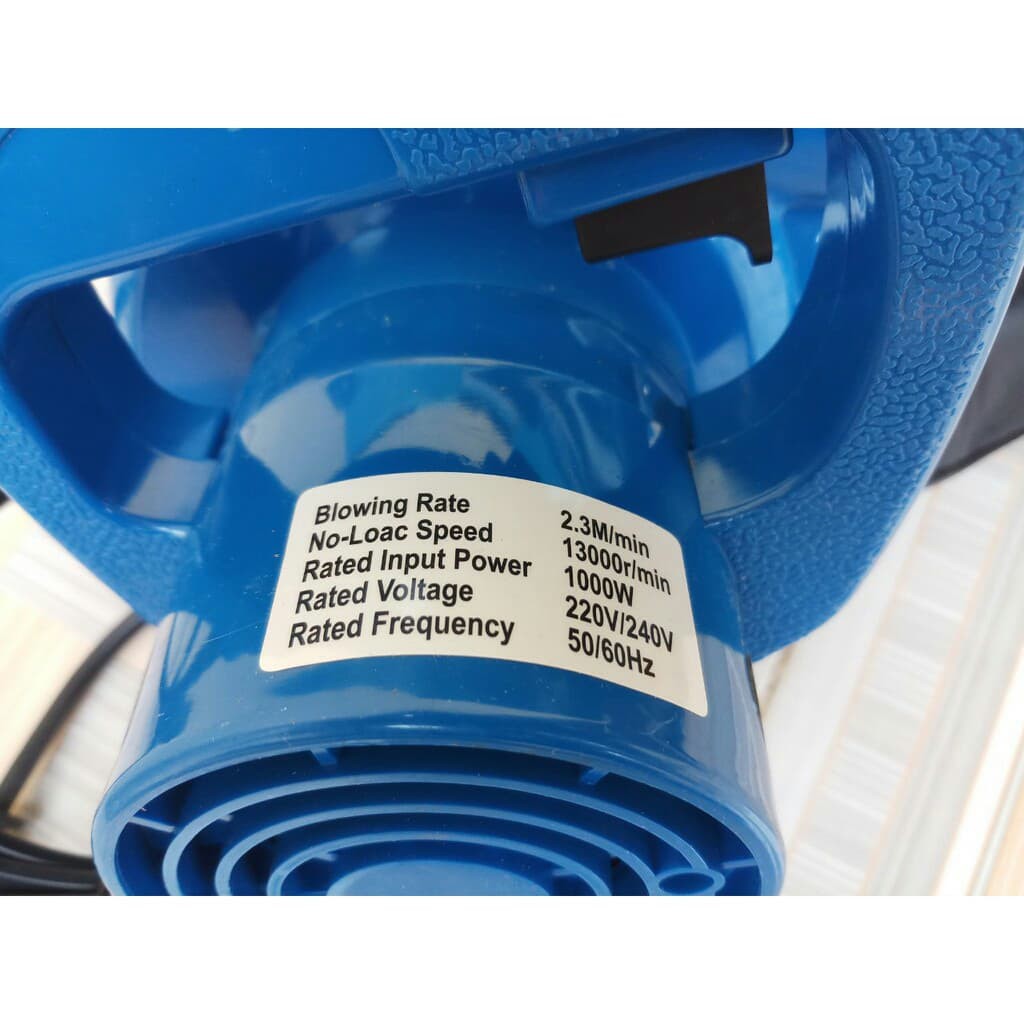 Blowing Rate 2.3M/min
No-Loac Speed 13000r/min
Rated Input Power 1000W
Rated Voltage 220V/240V
Rated Frequency 50/60Hz